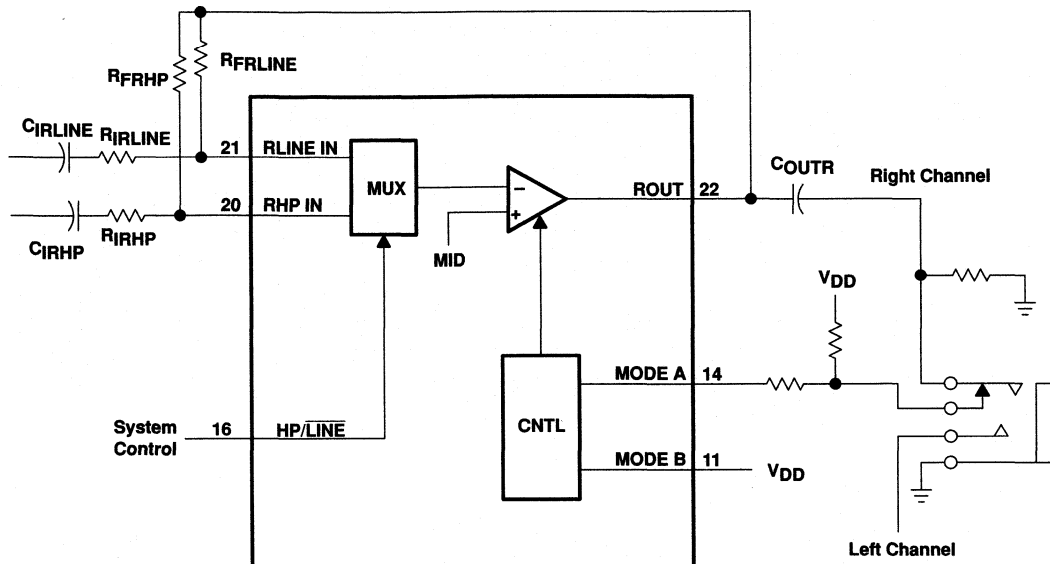 RFRHP
RFRLINE
CIRLINE
RIRLINE
21 RLINE IN
MUX
20 RHP IN
CIRHP
RIRHP
−
+
MID
ROUT 22
COUTR
Right Channel
VDD
MODE A 14
CNTL
System
Control
16 HP/LINE
MODE B 11
VDD
Left Channel